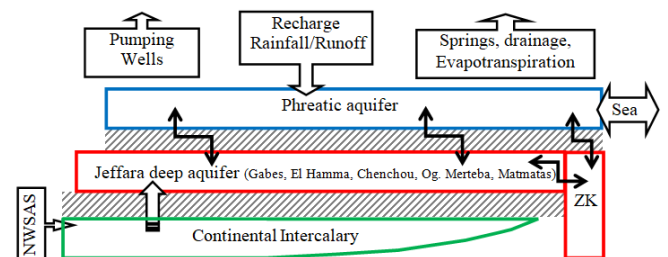 Pumping
Wells
Recharge
Rainfall/Runoff
Springs, drainage,
Evapotranspiration
Phreatic aquifer
Sea
Jeffara deep aquifer (Gabes, El Hamma, Chenchou, Og. Merteba, Matmatas)
ZK
NWSAS
Continental Intercalary